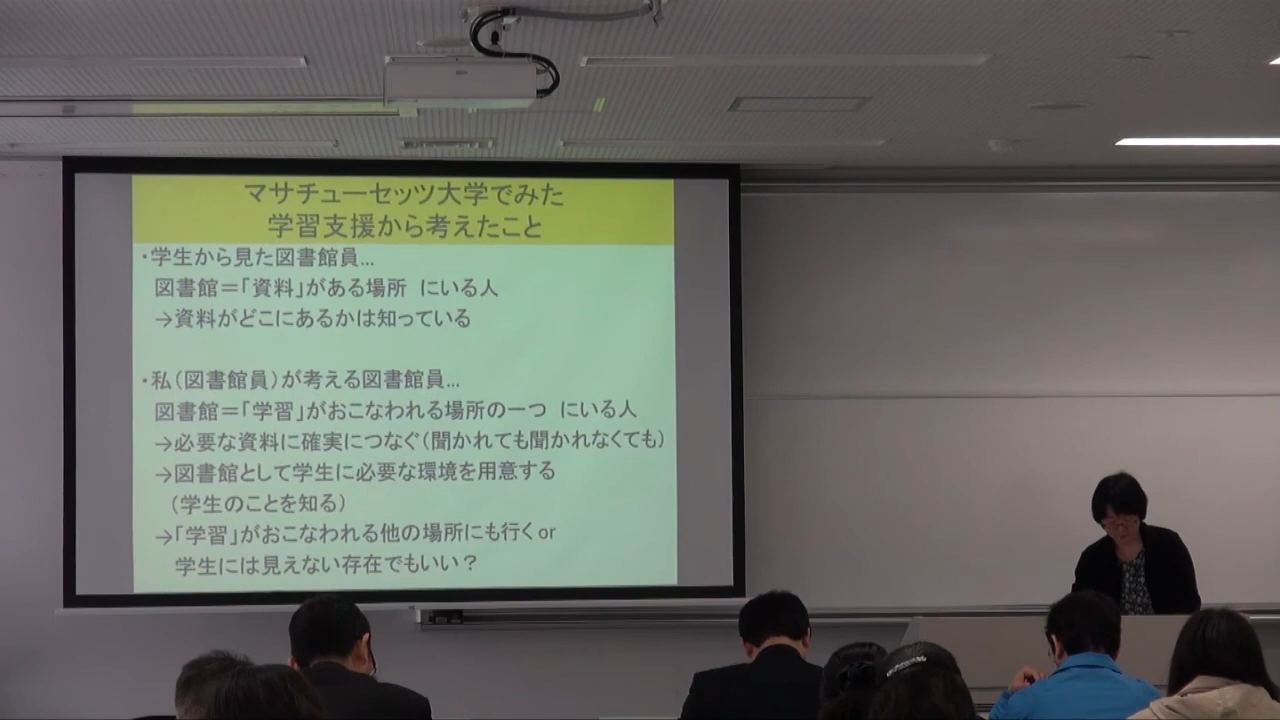 マサチューセッツ大学でみた
学習支援から考えたこと
・学生から見た図書館員…
図書館＝「資料」がある場所 にいる人
→資料がどこにあるかは知っている
・私（図書館員）が考える図書館員…
図書館＝「学習」がおこなわれる場所の一つ にいる人
→必要な資料に確実につなぐ（聞かれても聞かれなくても）
→図書館として学生に必要な環境を用意する
（学生のことを知る）
→「学習」がおこなわれる他の場所にも行く or
学生には見えない存在でもいい？